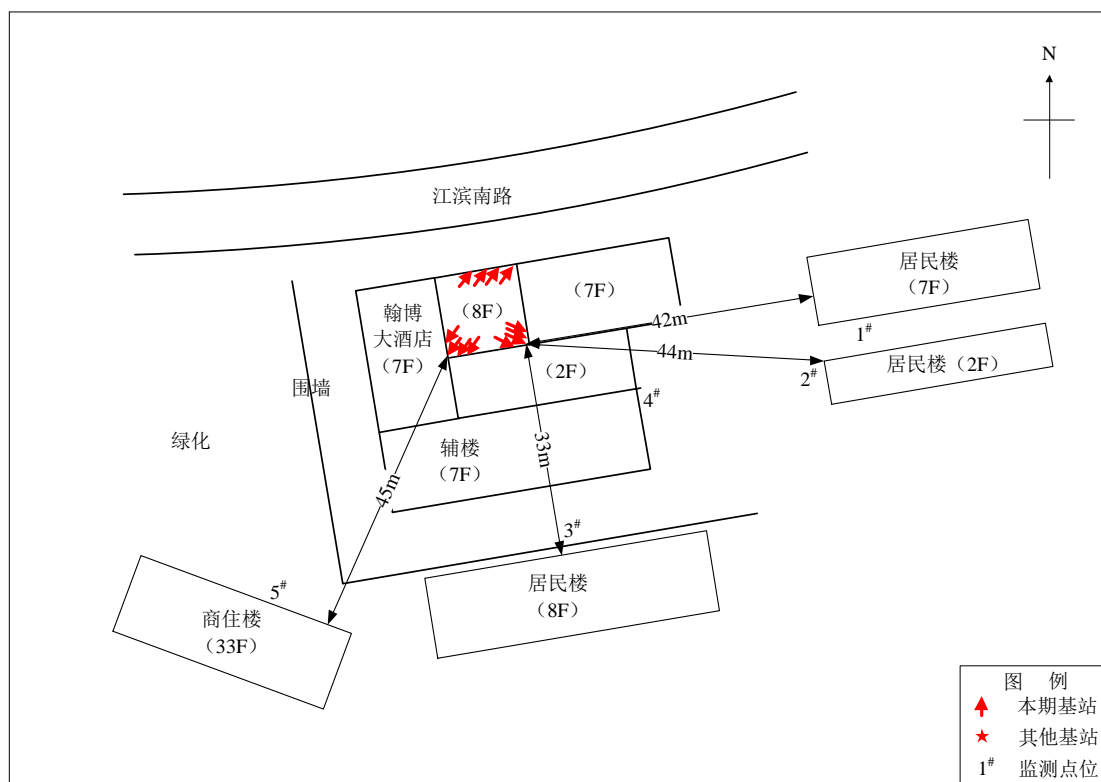 N
江滨南路
居民楼
（7F）
（7F）
（8F）
翰博
大酒店
（7F）
42m
1#
44m
居民楼（2F）
2#
（2F）
围墙
4#
绿化
辅楼
（7F）
33m
45m
3#
5#
居民楼
（8F）
商住楼
（33F）
图 例
本期基站
其他基站
1# 监测点位